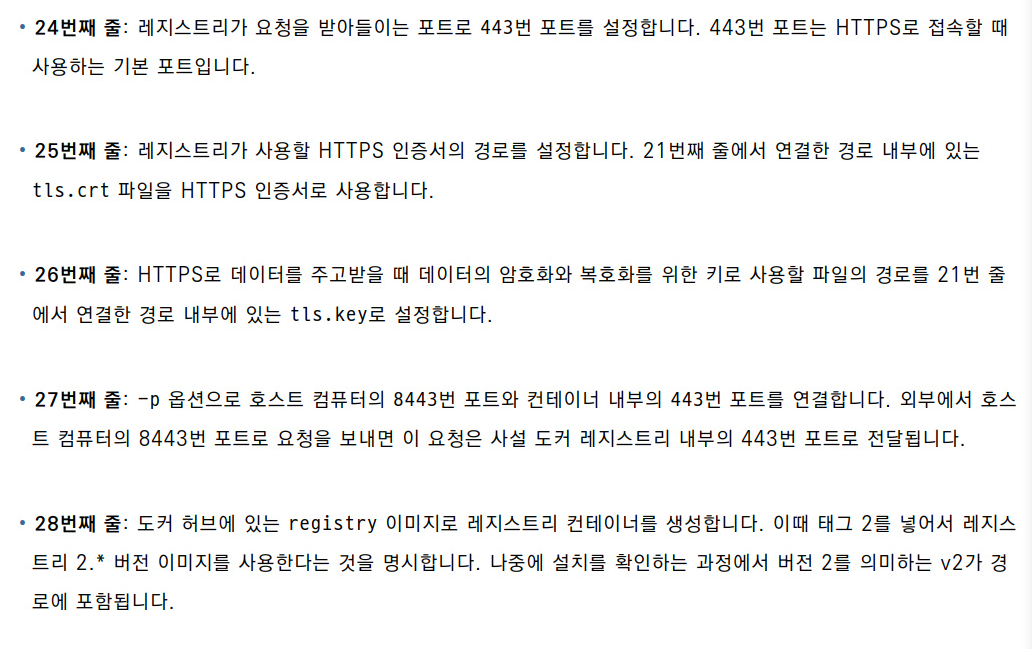 • 24번째 줄: 레지스트리가 요청을 받아들이는 포트로 443번 포트를 설정합니다. 443번 포트는 HTTPS로 접속할 때
사용하는 기본 포트입니다.
• 25번째 줄: 레지스트리가 사용할 HTTPS 인증서의 경로를 설정합니다. 21번째 줄에서 연결한 경로 내부에 있는
tls.crt 파일을 HTTPS 인증서로 사용합니다.
• 26번째 줄: HTTPS로 데이터를 주고받을 때 데이터의 암호화와 복호화를 위한 키로 사용할 파일의 경로를 21번 줄
에서 연결한 경로 내부에 있는 tls.key로 설정합니다.
• 27번째 줄: -p 옵션으로 호스트 컴퓨터의 8443번 포트와 컨테이너 내부의 443번 포트를 연결합니다. 외부에서 호스
트 컴퓨터의 8443번 포트로 요청을 보내면 이 요청은 사설 도커 레지스트리 내부의 443번 포트로 전달됩니다.
• 28번째 줄: 도커 허브에 있는 registry 이미지로 레지스트리 컨테이너를 생성합니다. 이때 태그 2를 넣어서 레지스
트리 2.* 버전 이미지를 사용한다는 것을 명시합니다. 나중에 설치를 확인하는 과정에서 버전 2를 의미하는 v2가 경
로에 포함됩니다.